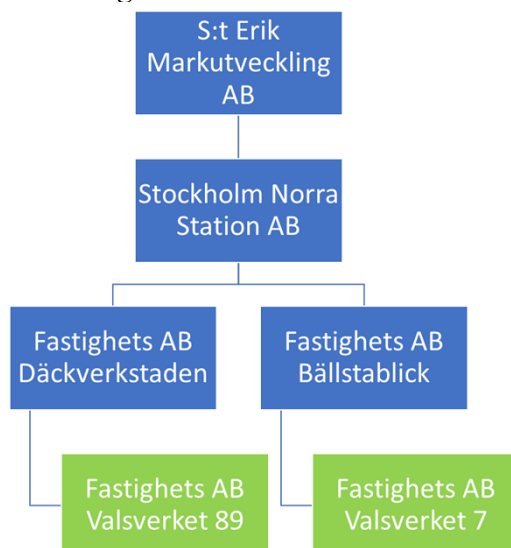 S:t Erik
Markutveckling
AB
Stockholm Norra
Station AB
Fastighets AB
Däckverkstaden
Fastighets AB
Bällstablick
Fastighets AB
Valsverket 89
Fastighets AB
Valsverket 7